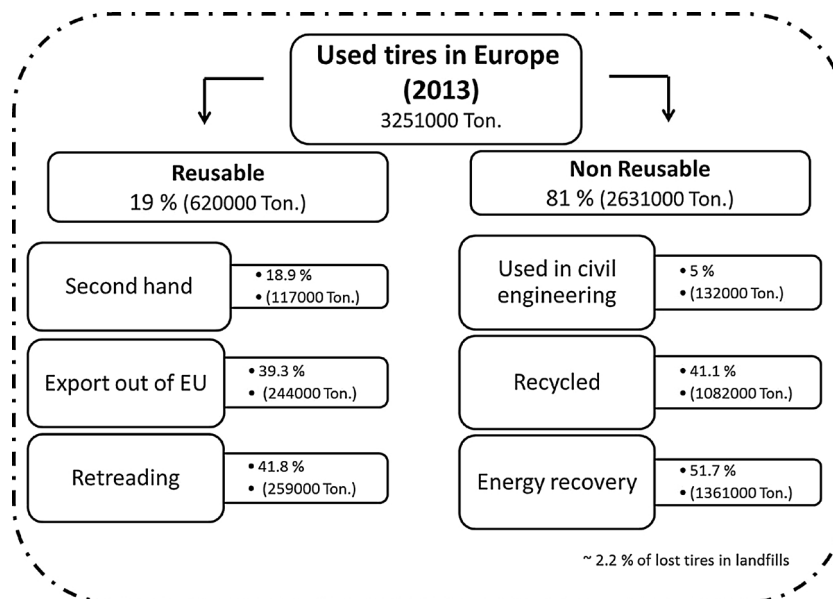 Used tires in Europe
(2013)
3251000 Ton.
Reusable
19 % (620000 Ton.)
Non Reusable
81 % (2631000 Ton.)
Second hand
• 18.9 %
• (117000 Ton.)
Export out of EU
• 39.3 %
• (244000 Ton.)
Retreading
• 41.8 %
• (259000 Ton.)
Used in civil
engineering
• 5 %
• (132000 Ton.)
Recycled
• 41.1 %
• (1082000 Ton.)
Energy recovery
• 51.7 %
• (1361000 Ton.)
~ 2.2 % of lost tires in landfills